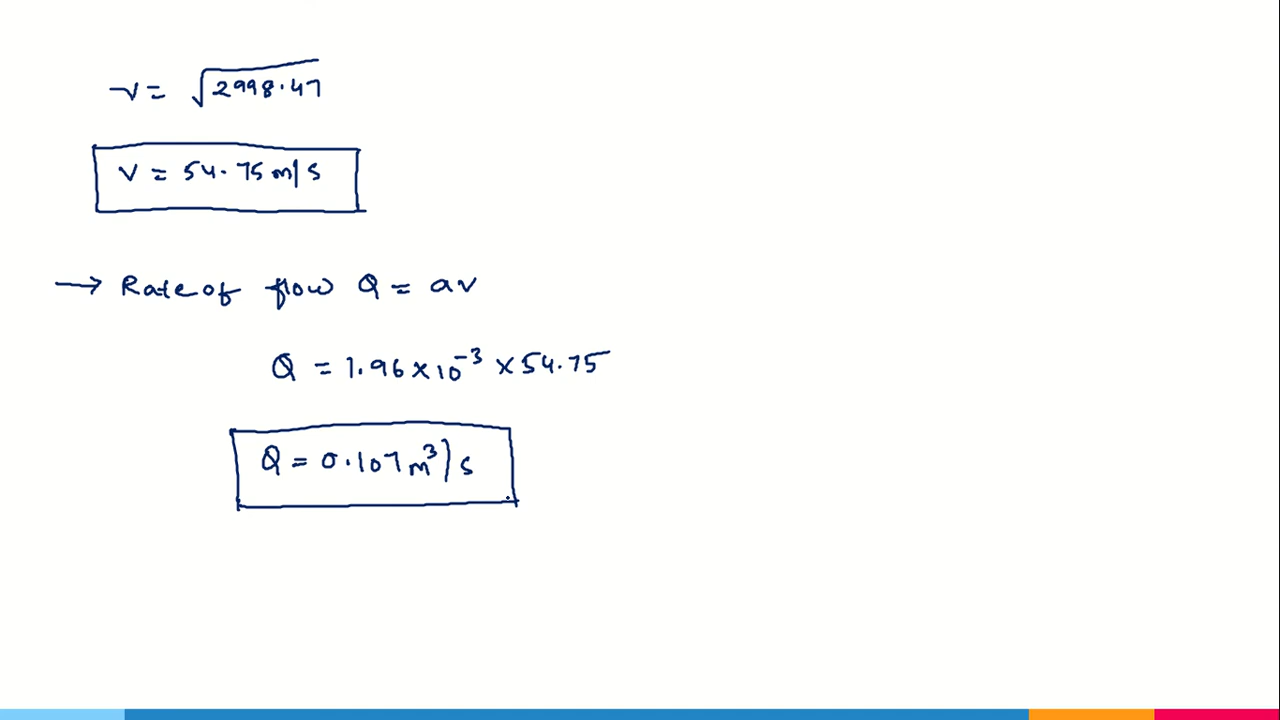 v = √2998.47
v = 54.75 m/s
→ Rate of flow Q = av
Q = 1.96 × 10⁻³ × 54.75
Q = 0.107 m³/s